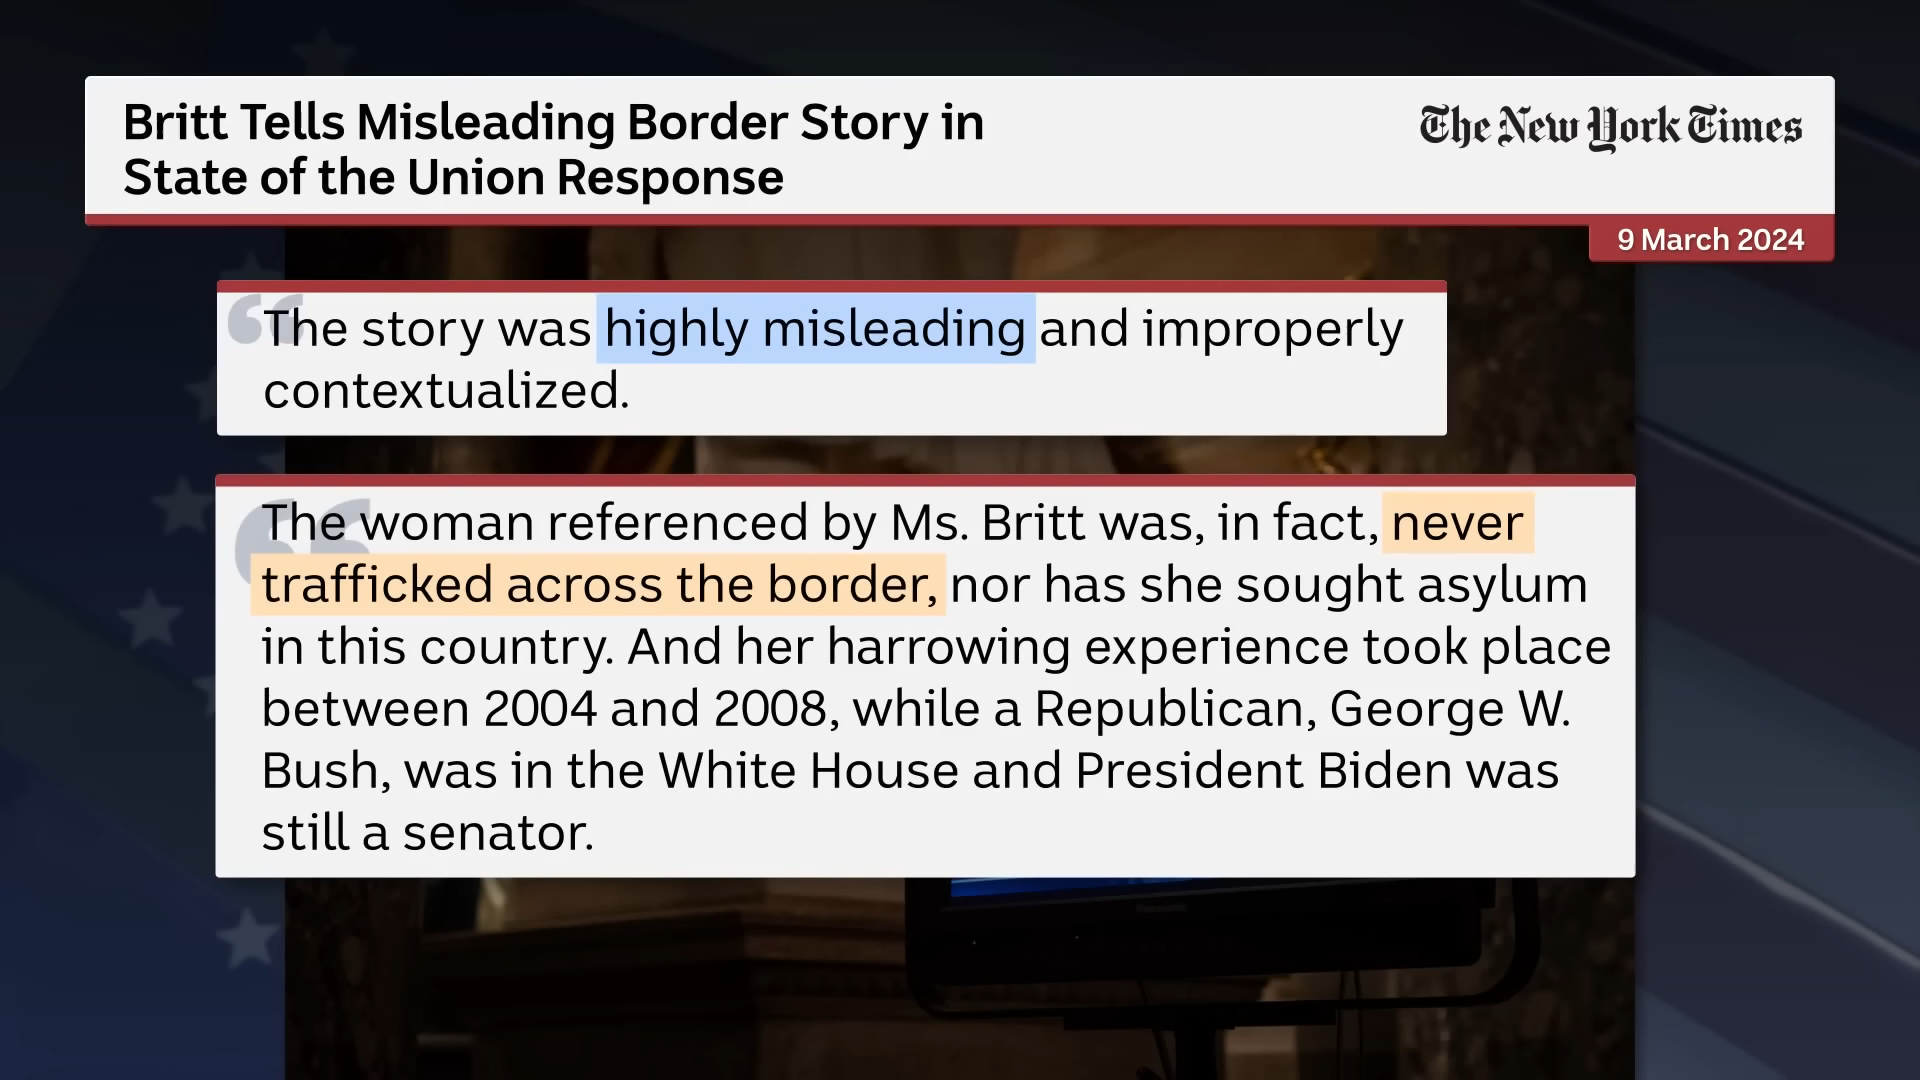 Britt Tells Misleading Border Story in
State of the Union Response
The New York Times
9 March 2024
“The story was highly misleading and improperly
contextualized.
“The woman referenced by Ms. Britt was, in fact, never
trafficked across the border, nor has she sought asylum
in this country. And her harrowing experience took place
between 2004 and 2008, while a Republican, George W.
Bush, was in the White House and President Biden was
still a senator.